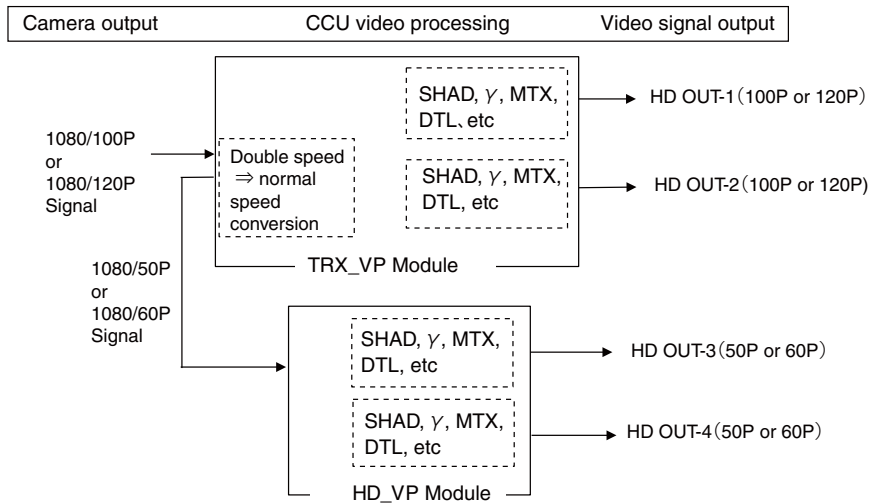 Camera output
CCU video processing
Video signal output
SHAD, γ, MTX,
DTL、etc
HD OUT-1(100P or 120P)
1080/100P
or
1080/120P
Signal
Double speed
⇒ normal
speed
conversion
SHAD, γ, MTX,
DTL, etc
HD OUT-2(100P or 120P)
TRX_VP Module
1080/50P
or
1080/60P
Signal
SHAD, γ, MTX,
DTL, etc
HD OUT-3(50P or 60P)
SHAD, γ, MTX,
DTL, etc
HD OUT-4(50P or 60P)
HD_VP Module